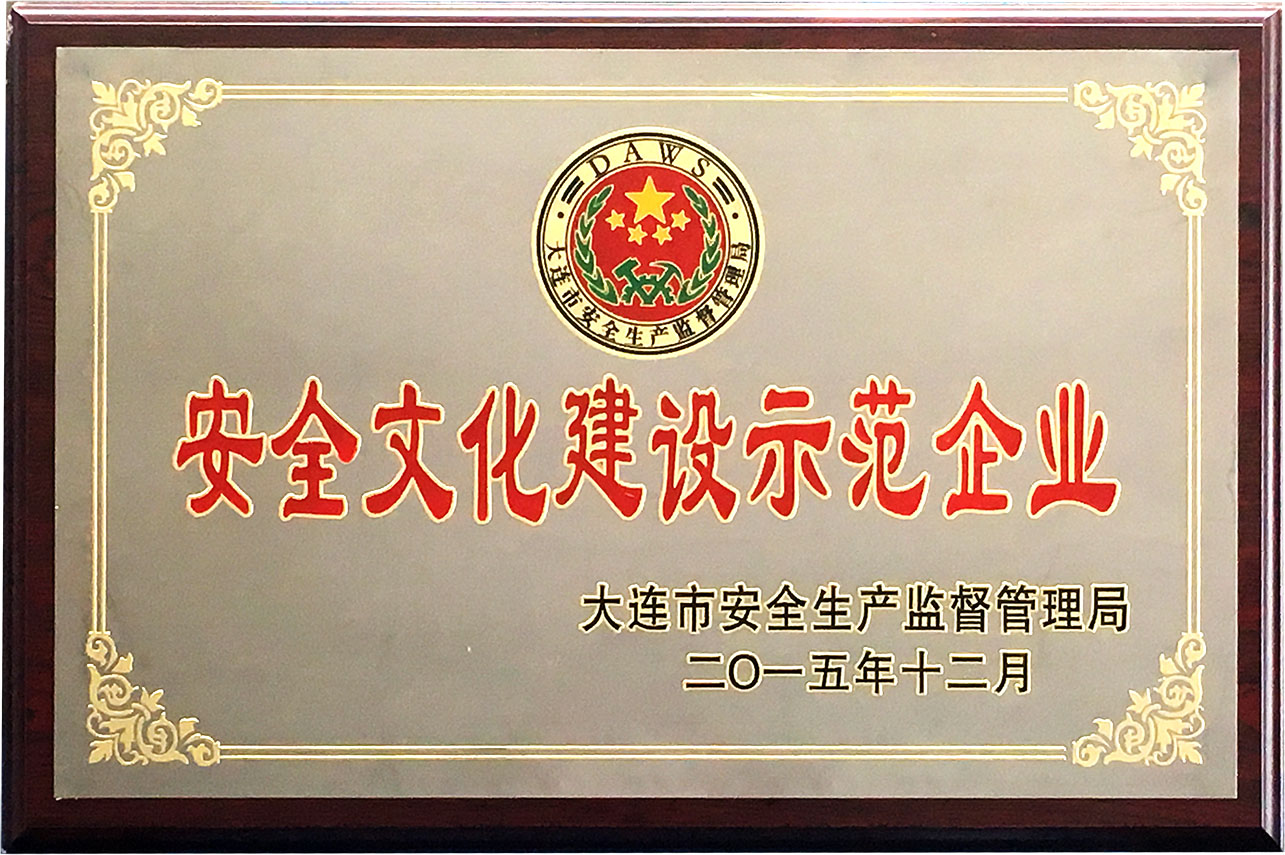 DAWS
大连市安全生产监督管理局
安全文化建设示范企业
大连市安全生产监督管理局
二〇一五年十二月